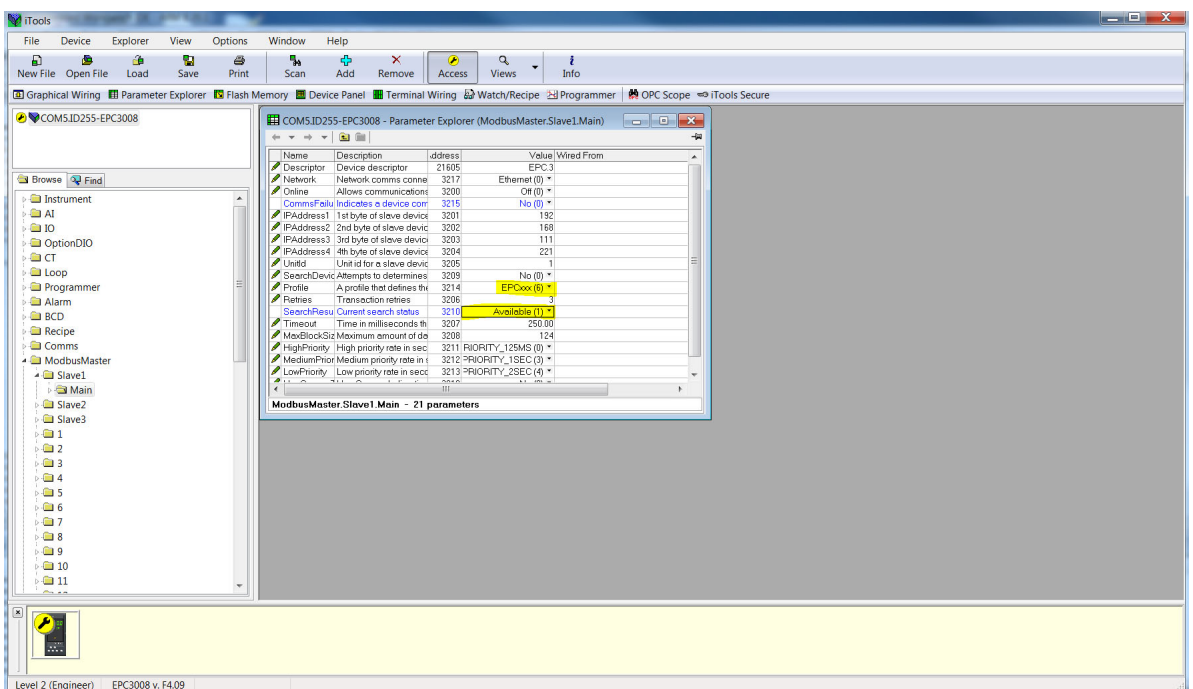 iTools
File Device Explorer View Options Window Help
New File Open File Load Save Print Scan Add Remove Access Views Info
Graphical Wiring Parameter Explorer Flash Memory Device Panel Terminal Wiring Watch/Recipe Programmer OPC Scope iTools Secure
COM5.ID255-EPC3008
Browse Find
Instrument
AI
IO
OptionDIO
CT
Loop
Programmer
Alarm
BCD
Recipe
Comms
ModbusMaster
Slave1
Main
Slave2
Slave3
1
2
3
4
5
6
7
8
9
10
11
COM5.ID255-EPC3008 - Parameter Explorer (ModbusMaster.Slave1.Main)
Name Description ddress Value Wired From
Descriptor Device descriptor 21605 EPC.3
Network Network comms conne 3217 Ethernet (0)
Online Allows communications 3200 Off (0)
CommsFailu Indicates a device com 3215 No (0)
IPAddress1 1st byte of slave device 3201 192
IPAddress2 2nd byte of slave devic 3202 168
IPAddress3 3rd byte of slave devic 3203 111
IPAddress4 4th byte of slave device 3204 221
UnitId Unit id for a slave devic 3205 1
SearchDevic Attempts to determines 3209 No (0)
Profile A profile that defines the 3214 EPCxxx (6)
Retries Transaction retries 3206 3
SearchResu Current search status 3210 Available (1)
Timeout Time in milliseconds th 3207 250.00
MaxBlockSiz Maximum amount of da 3208 124
HighPriority High priority rate in sec 3211 RIORITY_125MS (0)
MediumPrior Medium priority rate in s 3212 PRIORITY_1SEC (3)
LowPriority Low priority rate in seco 3213 PRIORITY_2SEC (4)
ModbusMaster.Slave1.Main - 21 parameters
Level 2 (Engineer) EPC3008 v. F4.09